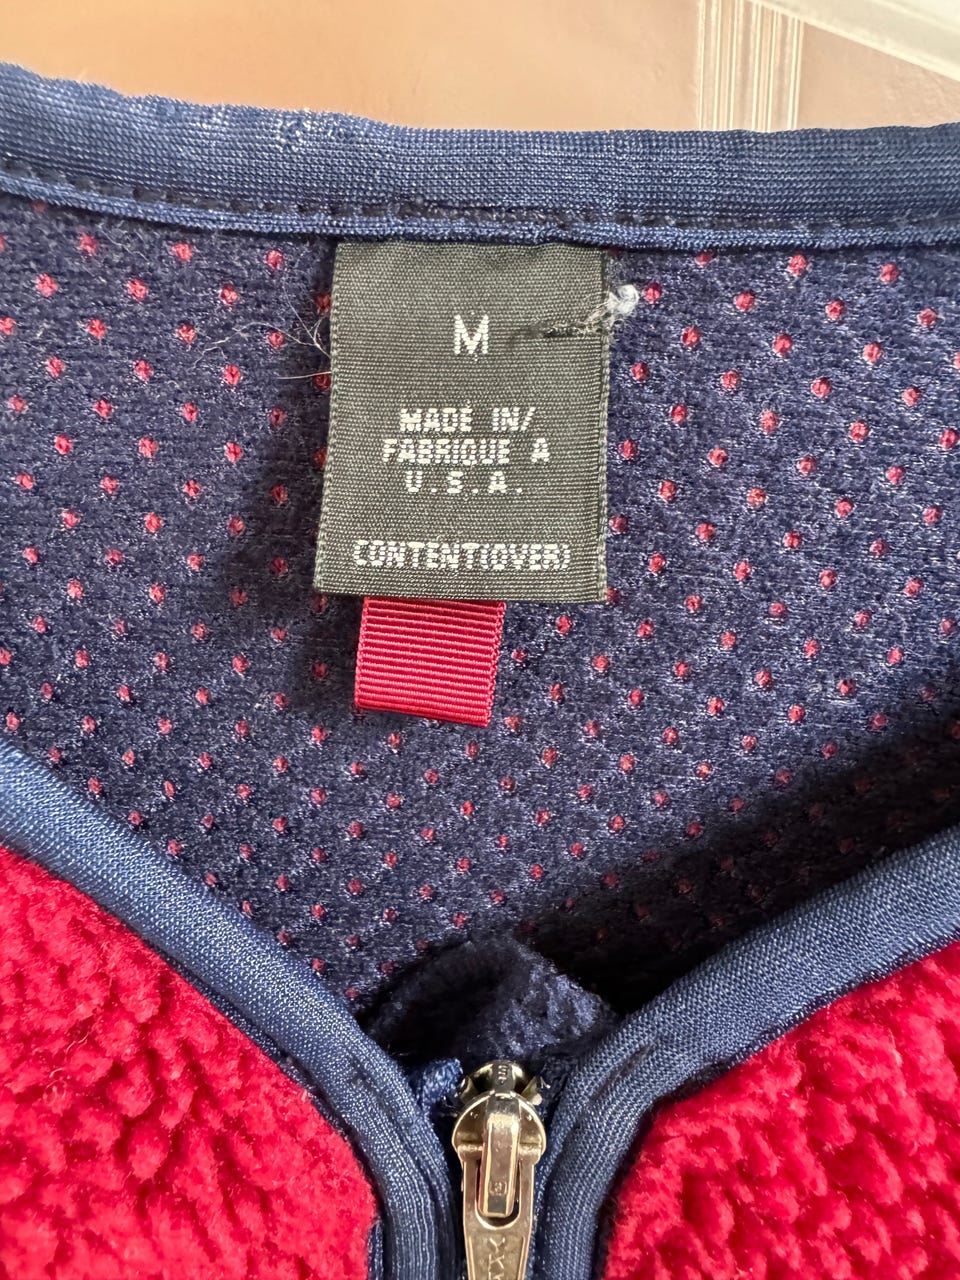 M
MADE IN/
FABRIQUE A
U.S.A.
CONTENT(OVER)